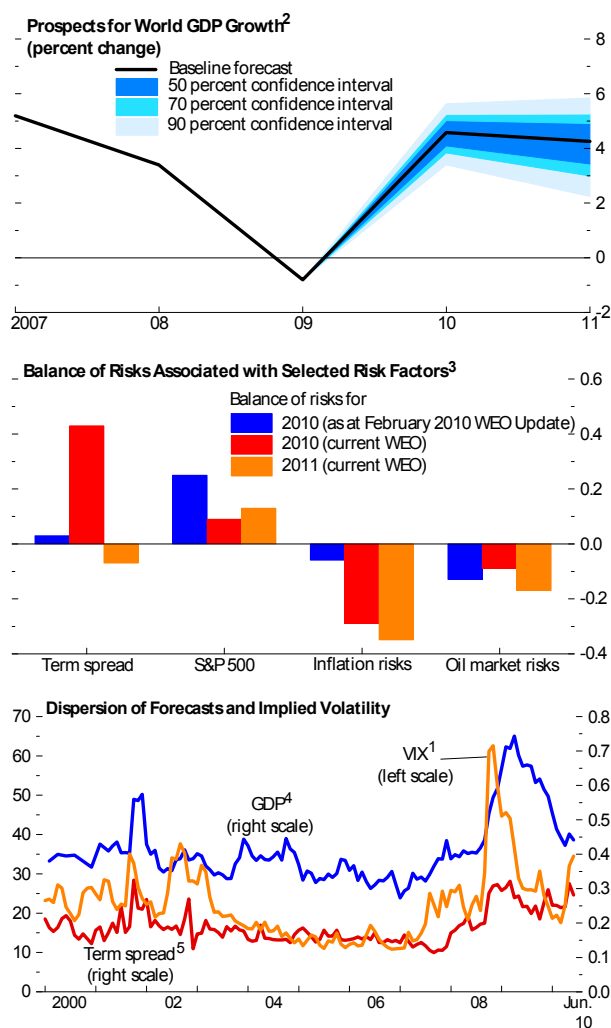 Prospects for World GDP Growth2
(percent change)
Baseline forecast
50 percent confidence interval
70 percent confidence interval
90 percent confidence interval
8
6
4
2
0
-2
2007 08 09 10 11
Balance of Risks Associated with Selected Risk Factors3
Balance of risks for
2010 (as at February 2010 WEO Update)
2010 (current WEO)
2011 (current WEO)
0.6
0.4
0.2
0.0
-0.2
-0.4
Term spread S&P 500 Inflation risks Oil market risks
Dispersion of Forecasts and Implied Volatility
70
60
50
40
30
20
10
0
VIX1
(left scale)
GDP4
(right scale)
Term spread5
(right scale)
0.8
0.7
0.6
0.5
0.4
0.3
0.2
0.1
0.0
2000 02 04 06 08 Jun.
10